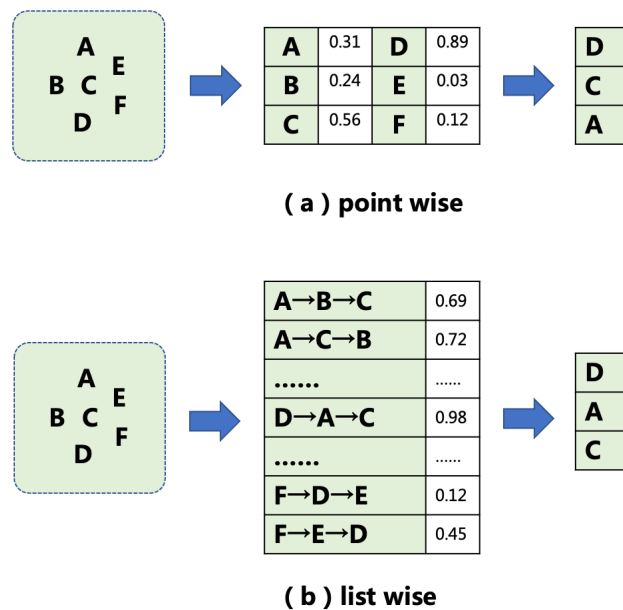 A
E
B C
F
D
A 0.31 D 0.89
B 0.24 E 0.03
C 0.56 F 0.12
D
C
A
( a ) point wise
A
E
B C
F
D
A→B→C 0.69
A→C→B 0.72
...... ......
D→A→C 0.98
...... ......
F→D→E 0.12
F→E→D 0.45
D
A
C
( b ) list wise